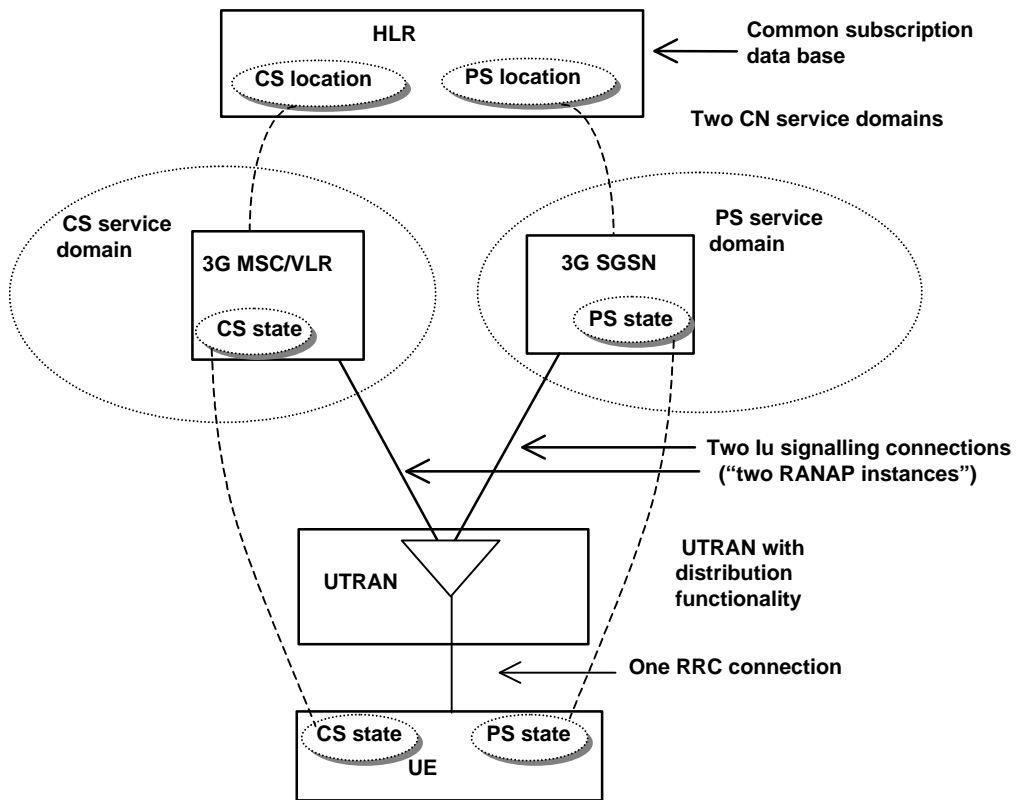 HLR
Common subscription
data base
CS location
PS location
Two CN service domains
CS service
domain
PS service
domain
3G MSC/VLR
3G SGSN
CS state
PS state
Two Iu signalling connections
(“two RANAP instances”)
UTRAN
UTRAN with
distribution
functionality
One RRC connection
CS state
PS state
UE